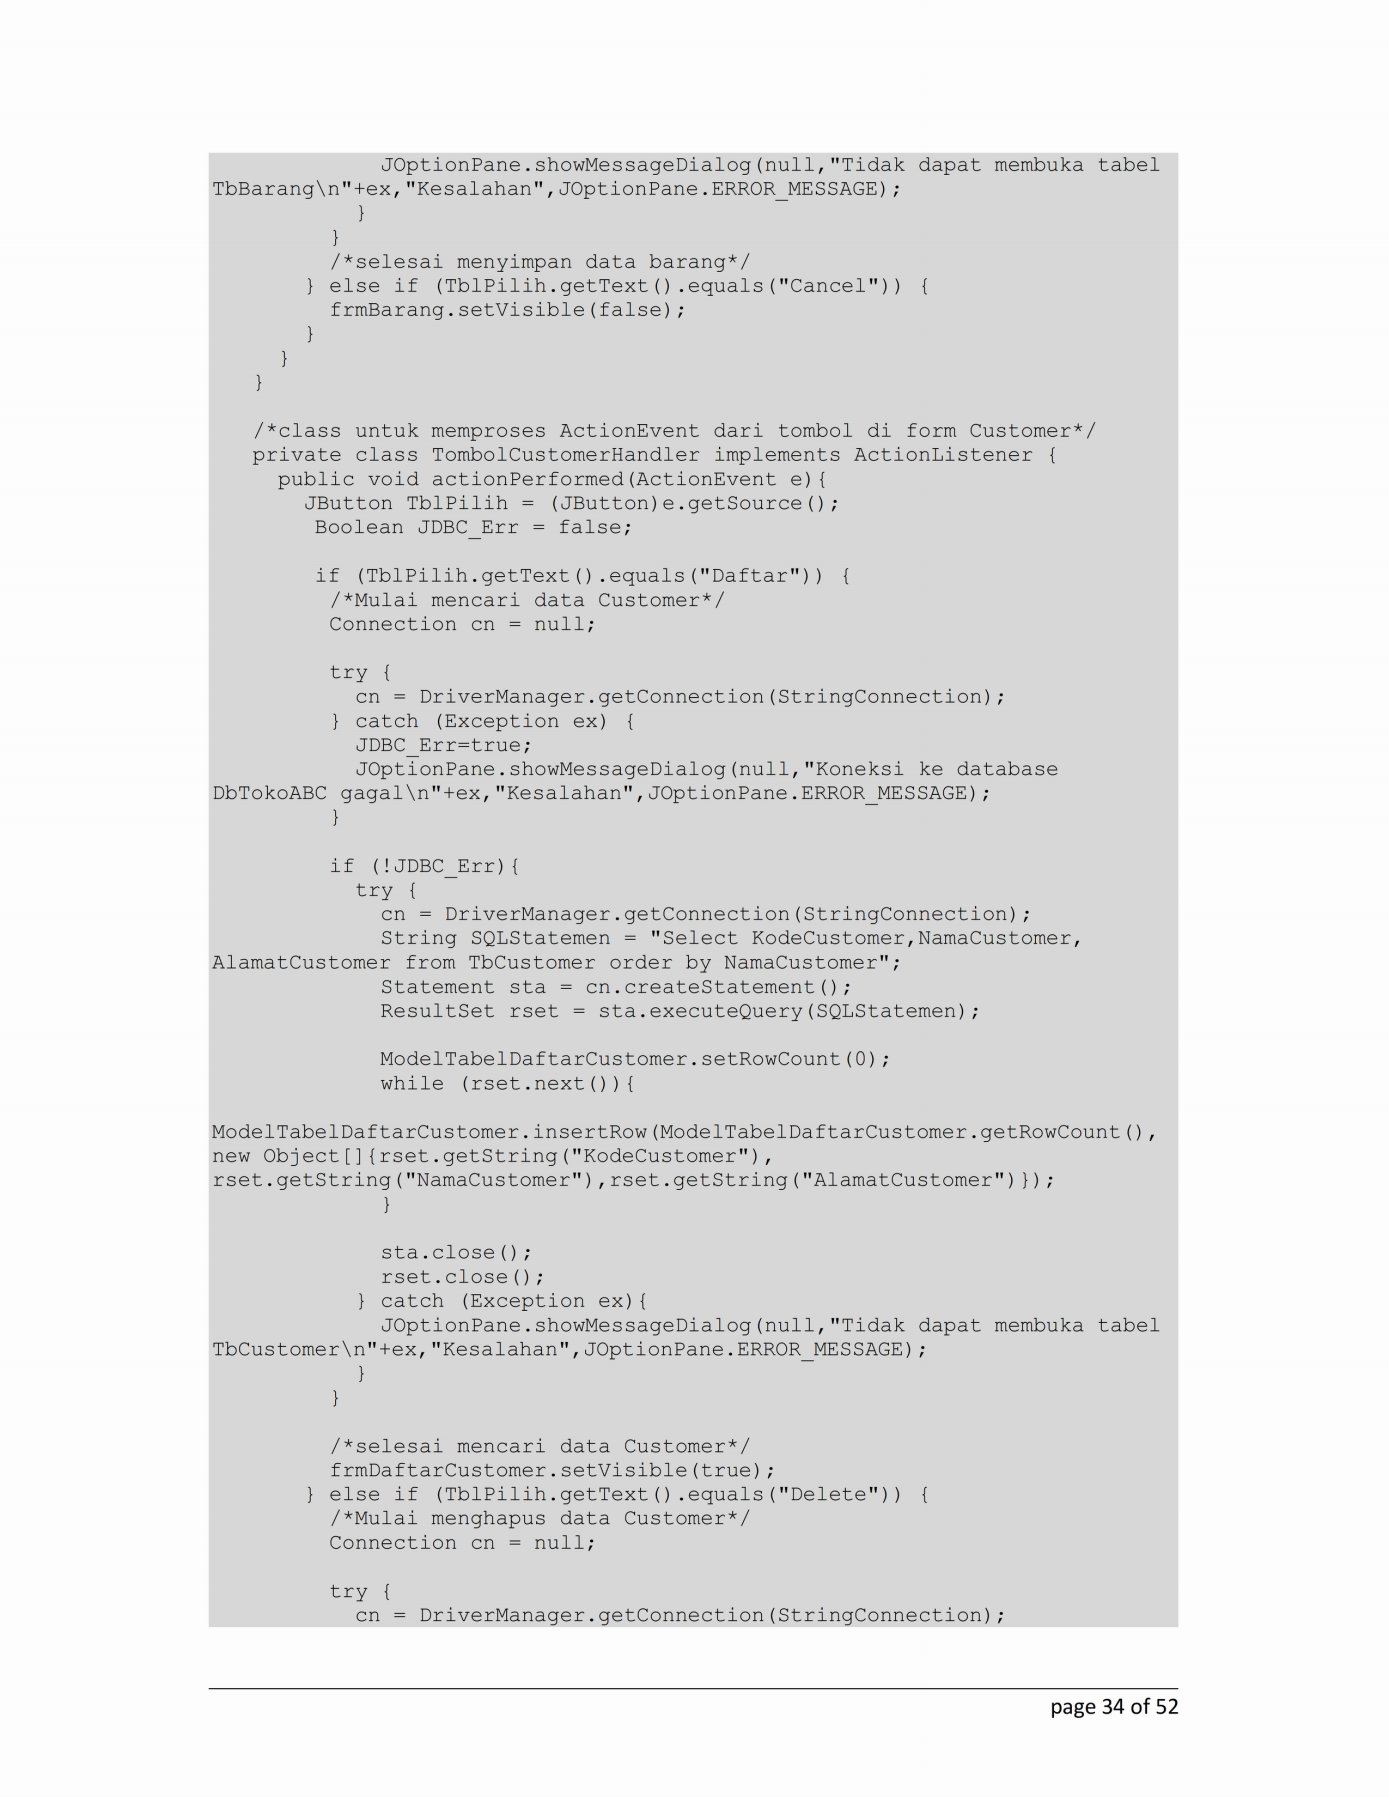 JOptionPane.showMessageDialog(null,"Tidak dapat membuka tabel
TbBarang\n"+ex,"Kesalahan",JOptionPane.ERROR_MESSAGE);
}
}
/*selesai menyimpan data barang*/
} else if (TblPilih.getText().equals("Cancel")) {
frmBarang.setVisible(false);
}
}
}
/*class untuk memproses ActionEvent dari tombol di form Customer*/
private class TombolCustomerHandler implements ActionListener {
public void actionPerformed(ActionEvent e){
JButton TblPilih = (JButton)e.getSource();
Boolean JDBC_Err = false;
if (TblPilih.getText().equals("Daftar")) {
/*Mulai mencari data Customer*/
Connection cn = null;
try {
cn = DriverManager.getConnection(StringConnection);
} catch (Exception ex) {
JDBC_Err=true;
JOptionPane.showMessageDialog(null,"Koneksi ke database
DbTokoABC gagal\n"+ex,"Kesalahan",JOptionPane.ERROR_MESSAGE);
}
if (!JDBC_Err){
try {
cn = DriverManager.getConnection(StringConnection);
String SQLStatemen = "Select KodeCustomer,NamaCustomer,
AlamatCustomer from TbCustomer order by NamaCustomer";
Statement sta = cn.createStatement();
ResultSet rset = sta.executeQuery(SQLStatemen);
ModelTabelDaftarCustomer.setRowCount(0);
while (rset.next()){
ModelTabelDaftarCustomer.insertRow(ModelTabelDaftarCustomer.getRowCount(),
new Object[]{rset.getString("KodeCustomer"),
rset.getString("NamaCustomer"),rset.getString("AlamatCustomer")});
}
sta.close();
rset.close();
} catch (Exception ex){
JOptionPane.showMessageDialog(null,"Tidak dapat membuka tabel
TbCustomer\n"+ex,"Kesalahan",JOptionPane.ERROR_MESSAGE);
}
}
/*selesai mencari data Customer*/
frmDaftarCustomer.setVisible(true);
} else if (TblPilih.getText().equals("Delete")) {
/*Mulai menghapus data Customer*/
Connection cn = null;
try {
cn = DriverManager.getConnection(StringConnection);
page 34 of 52